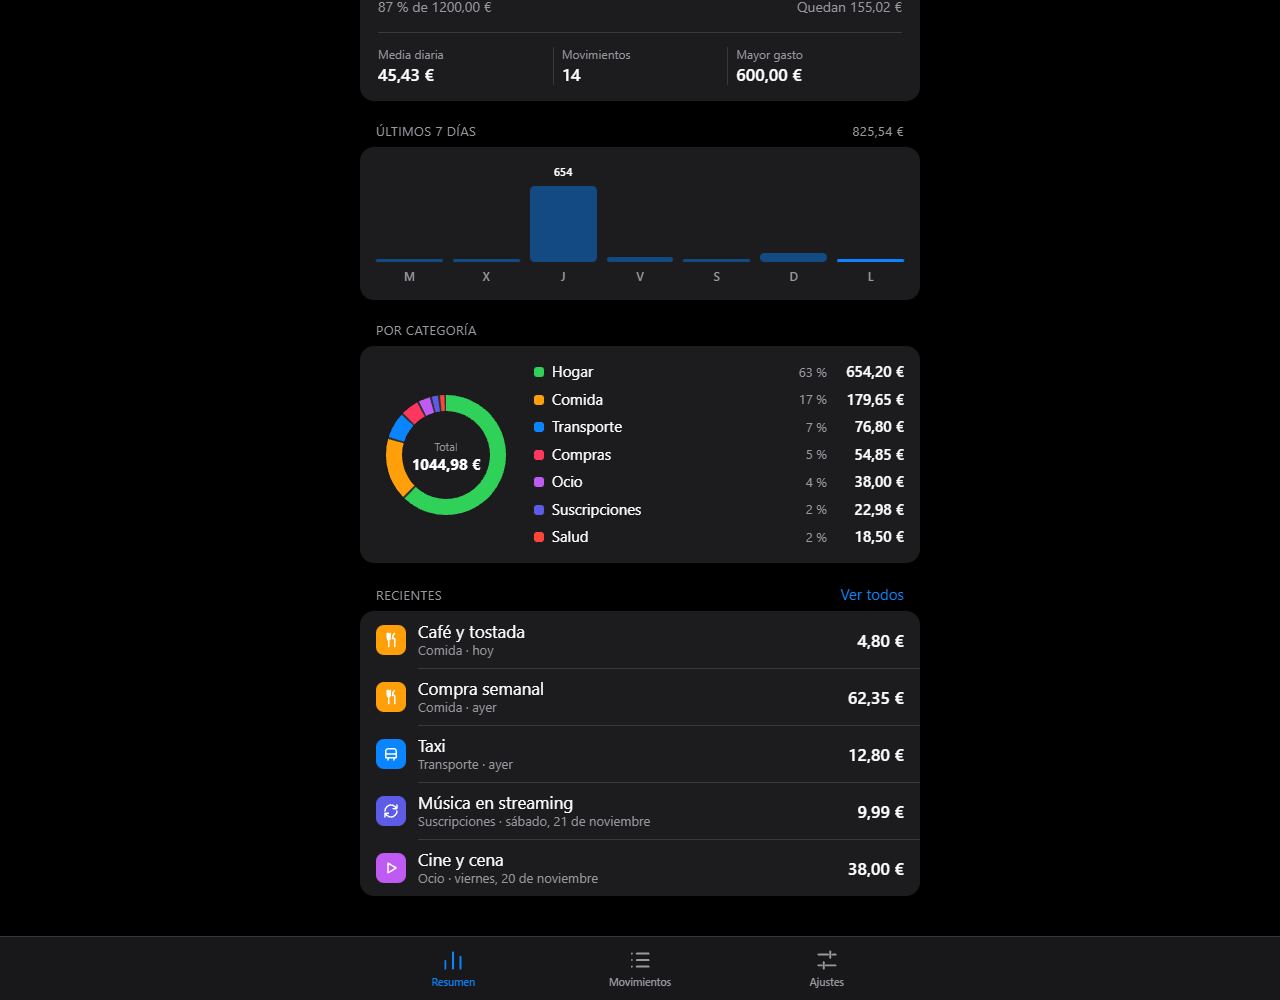 87 % de 1200,00 € Quedan 155,02 €
Media diaria Movimientos Mayor gasto
45,43 € 14 600,00 €
ÚLTIMOS 7 DÍAS 825,54 €
654
M X J V S D L
POR CATEGORÍA
Total
1044,98 €
Hogar 63 % 654,20 €
Comida 17 % 179,65 €
Transporte 7 % 76,80 €
Compras 5 % 54,85 €
Ocio 4 % 38,00 €
Suscripciones 2 % 22,98 €
Salud 2 % 18,50 €
RECIENTES Ver todos
Café y tostada 4,80 €
Comida · hoy
Compra semanal 62,35 €
Comida · ayer
Taxi 12,80 €
Transporte · ayer
Música en streaming 9,99 €
Suscripciones · sábado, 21 de noviembre
Cine y cena 38,00 €
Ocio · viernes, 20 de noviembre
Resumen Movimientos Ajustes